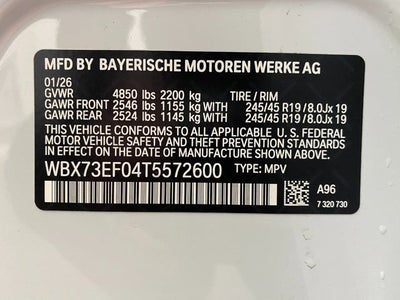 MFD BY BAYERISCHE MOTOREN WERKE AG
01/26
GVWR 4850 lbs 2200 kg TIRE / RIM
GAWR FRONT 2546 lbs 1155 kg WITH 245/45 R19 / 8.0Jx 19
GAWR REAR 2524 lbs 1145 kg WITH 245/45 R19 / 8.0Jx 19
THIS VEHICLE CONFORMS TO ALL APPLICABLE U. S. FEDERAL
MOTOR VEHICLE SAFETY AND THEFT PREVENTION STANDARDS
IN EFFECT ON THE DATE OF MANUFACTURE SHOWN ABOVE.
WBX73EF04T5572600 TYPE: MPV
A96
7 320 730